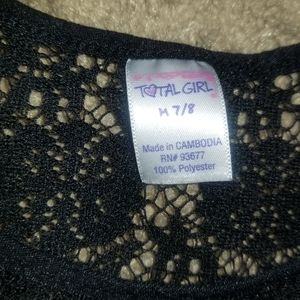 TOTAL GIRL
M 7/8
Made in CAMBODIA
RN# 93677
100% Polyester